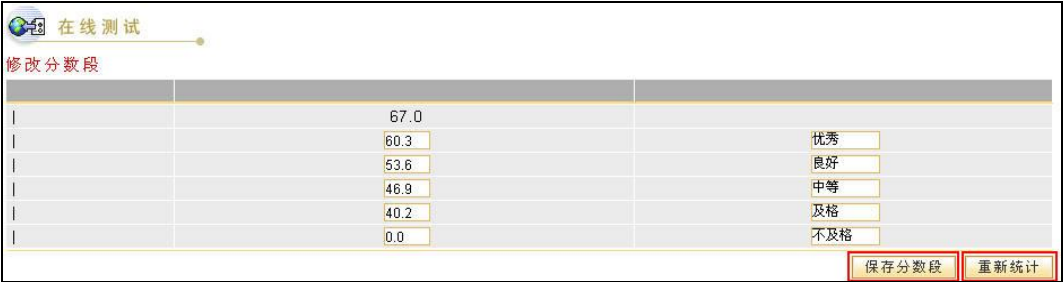 在线测试
修改分数段
| 67.0
| 60.3 优秀
| 53.6 良好
| 46.9 中等
| 40.2 及格
| 0.0 不及格
保存分数段 重新统计